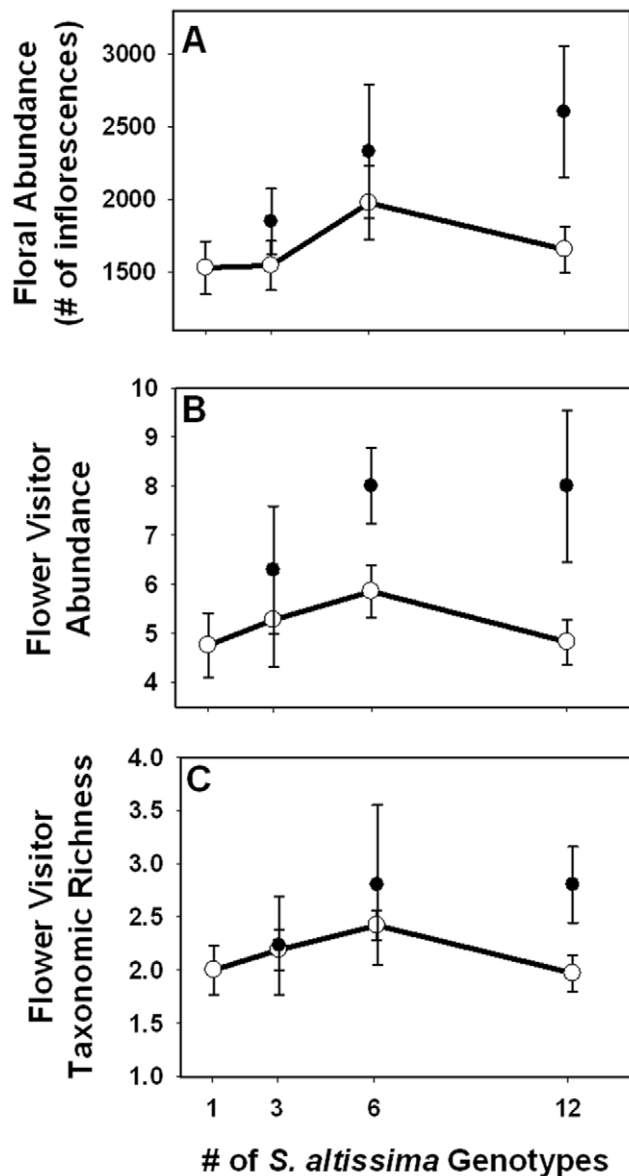 A
Floral Abundance
(# of inflorescences)
3000
2500
2000
1500
B
Flower Visitor
Abundance
10
9
8
7
6
5
4
C
Flower Visitor
Taxonomic Richness
4.0
3.5
3.0
2.5
2.0
1.5
1.0
1 3 6 12
# of S. altissima Genotypes